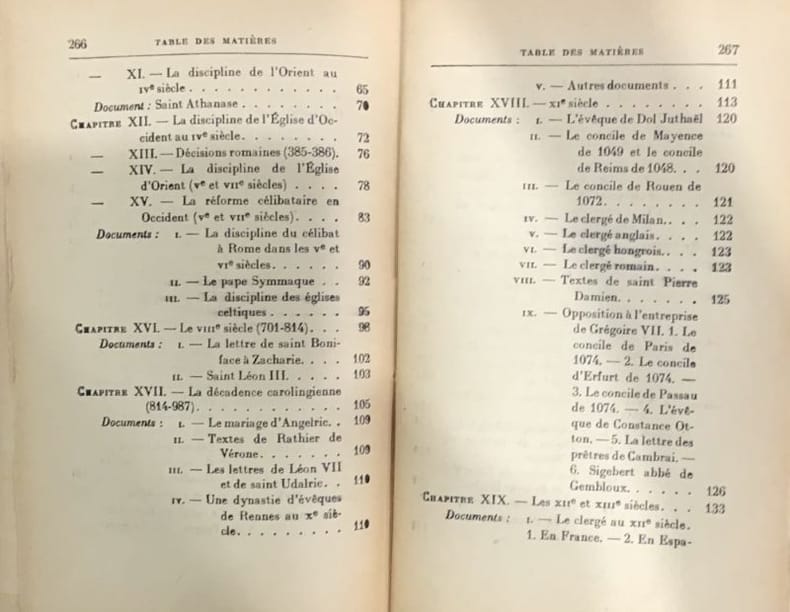 266 TABLE DES MATIÈRES
— XI. — La discipline de l'Orient au
IVe siècle . . . . . . . . . . . . 65
Document : Saint Athanase . . . . . . . . 70
CHAPITRE XII. — La discipline de l'Église d'Oc-
cident au IVe siècle. . . . . . . . . 72
— XIII. — Décisions romaines (385-386). 76
— XIV. — La discipline de l'Église
d'Orient (Ve et VIIe siècles) . . . . 78
— XV. — La réforme célibataire en
Occident (Ve et VIIe siècles). . . . 83
Documents : I. — La discipline du célibat
à Rome dans les Ve et
VIe siècles. . . . . . 90
II. — Le pape Symmaque . . 92
III. — La discipline des églises
celtiques . . . . . . 95
CHAPITRE XVI. — Le VIIIe siècle (701-814). . . 98
Documents : I. — La lettre de saint Boni-
face à Zacharie. . . . 102
II. — Saint Léon III. . . . . 103
CHAPITRE XVII. — La décadence carolingienne
(814-987). . . . . . . . . . . 105
Documents : I. — Le mariage d'Angelric. . 109
II. — Textes de Rathier de
Vérone. . . . . . . 109
III. — Les lettres de Léon VII
et de saint Udalric. . 110
IV. — Une dynastie d'évêques
de Rennes au Xe siè-
cle. . . . . . . . . 110
TABLE DES MATIÈRES 267
V. — Autres documents . . . 111
CHAPITRE XVIII. — XIe siècle . . . . . . . . 113
Documents : I. — L'évêque de Dol Juthaël 120
II. — Le concile de Mayence
de 1049 et le concile
de Reims de 1048. . . 120
III. — Le concile de Rouen de
1072. . . . . . . . 121
IV. — Le clergé de Milan. . . 122
V. — Le clergé anglais. . . . 122
VI. — Le clergé hongrois. . . 123
VII. — Le clergé romain. . . . 123
VIII. — Textes de saint Pierre
Damien. . . . . . . 125
IX. — Opposition à l'entreprise
de Grégoire VII. 1. Le
concile de Paris de
1074. — 2. Le concile
d'Erfurt de 1074. —
3. Le concile de Passau
de 1074. — 4. L'évê-
que de Constance Ot-
ton. — 5. La lettre des
prêtres de Cambrai. —
6. Sigebert abbé de
Gembloux. . . . . . 126
CHAPITRE XIX. — Les XIIe et XIIIe siècles. . . 133
Documents : I. — Le clergé au XIIe siècle.
1. En France. — 2. En Espa-